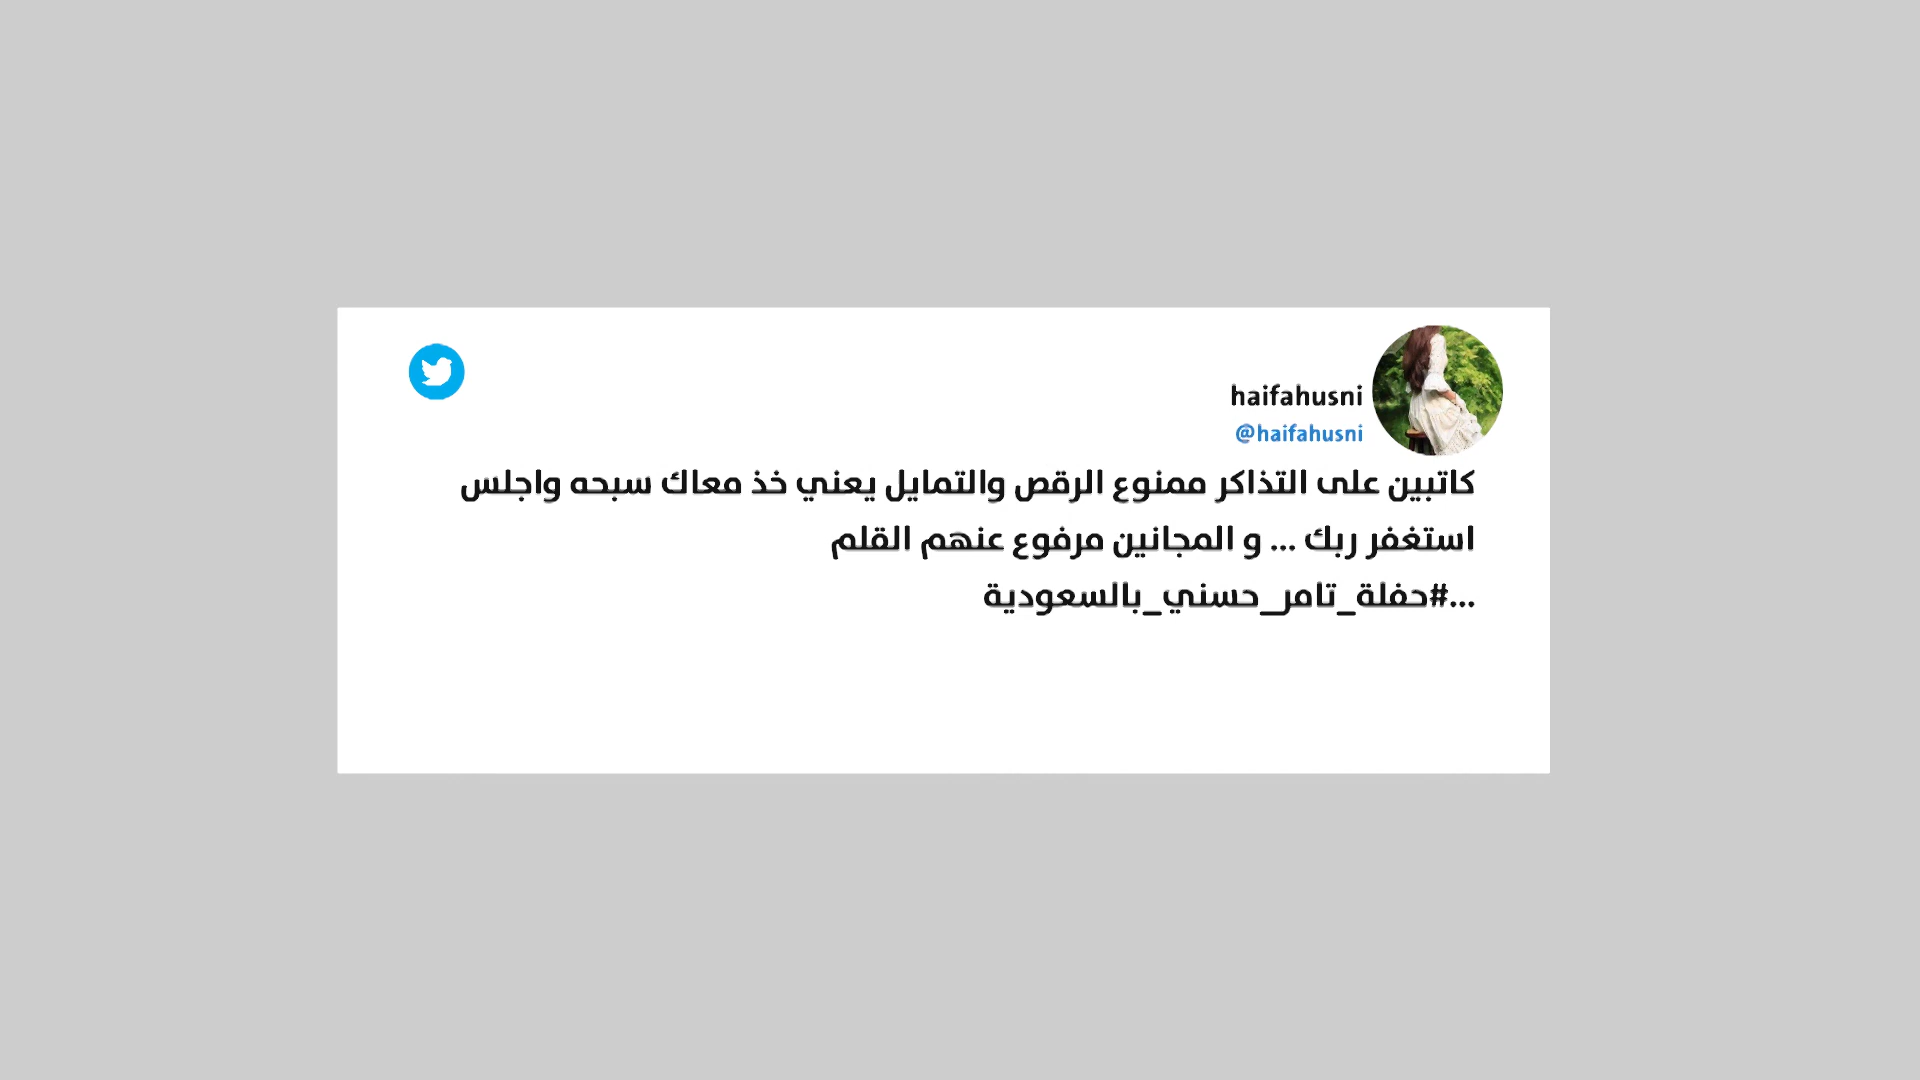 haifahusni
@haifahusni
كاتبين على التذاكر ممنوع الرقص والتمايل يعني خذ معاك سبحه واجلس
استغفر ربك ... و المجانين مرفوع عنهم القلم
...#حفلة_تامر_حسني_بالسعودية